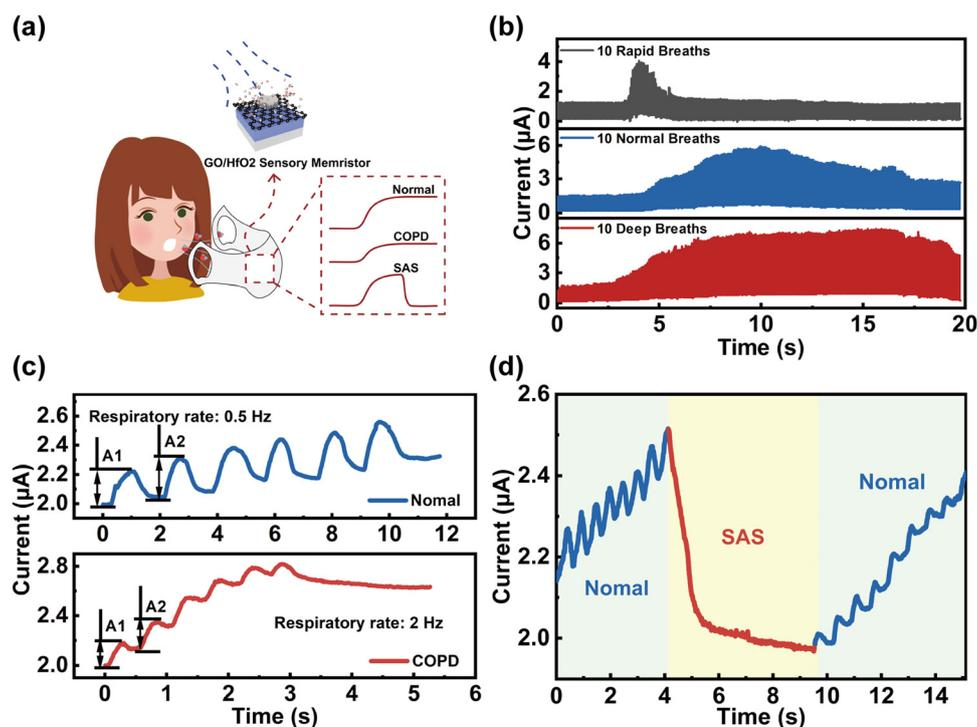 (a)
GO/HfO2 Sensory Memristor
Normal
COPD
SAS
(b)
10 Rapid Breaths
10 Normal Breaths
10 Deep Breaths
Current (µA)
4
2
0
6
3
0
6
3
0
0 5 10 15 20
Time (s)
(c)
Respiratory rate: 0.5 Hz
A1
A2
Nomal
2.6
2.4
2.2
2.0
0 2 4 6 8 10 12
Current (µA)
A1
A2
Respiratory rate: 2 Hz
COPD
2.8
2.4
2.0
0 1 2 3 4 5 6
Time (s)
(d)
Current (µA)
2.6
2.4
2.2
2.0
Nomal
SAS
Nomal
0 2 4 6 8 10 12 14
Time (s)